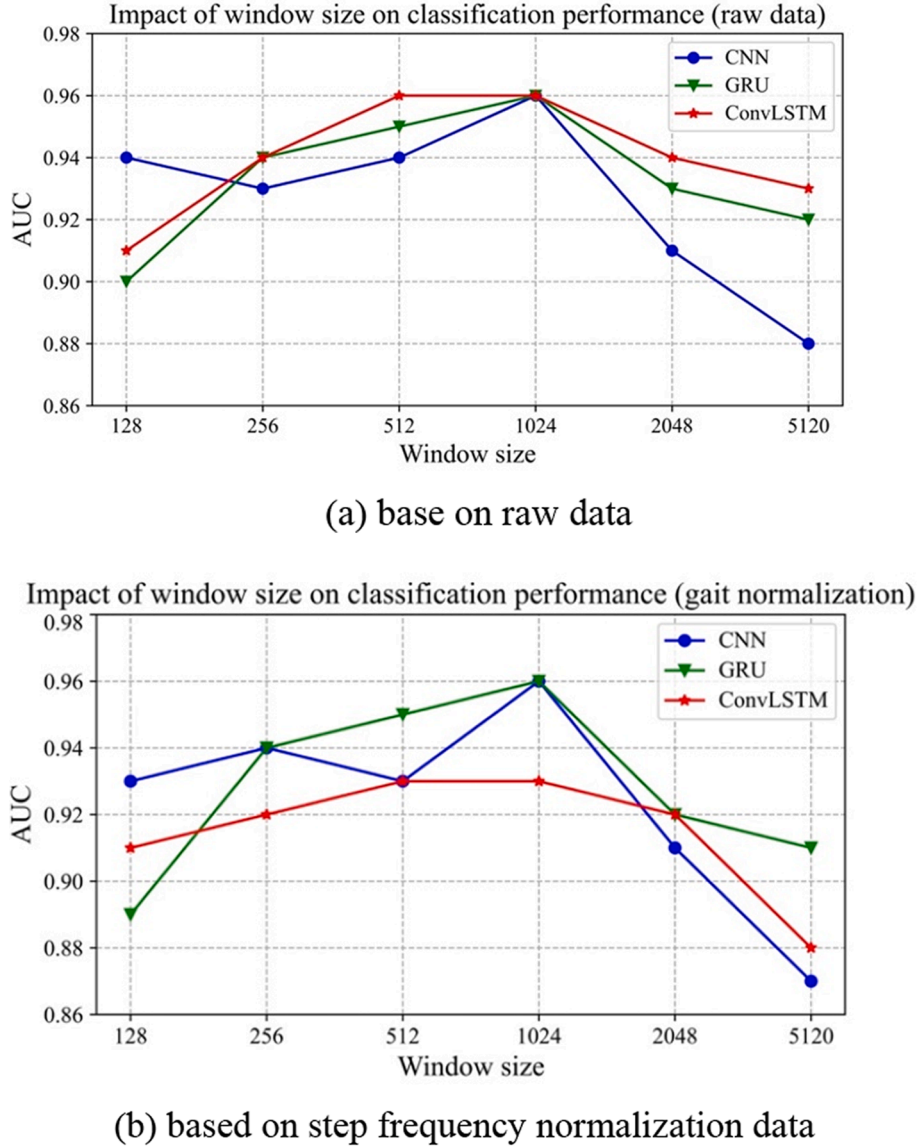 Impact of window size on classification performance (raw data)
0.98
0.96
0.94
0.92
0.90
0.88
0.86
AUC
CNN
GRU
ConvLSTM
128 256 512 1024 2048 5120
Window size
(a) base on raw data
Impact of window size on classification performance (gait normalization)
0.98
0.96
0.94
0.92
0.90
0.88
0.86
AUC
CNN
GRU
ConvLSTM
128 256 512 1024 2048 5120
Window size
(b) based on step frequency normalization data